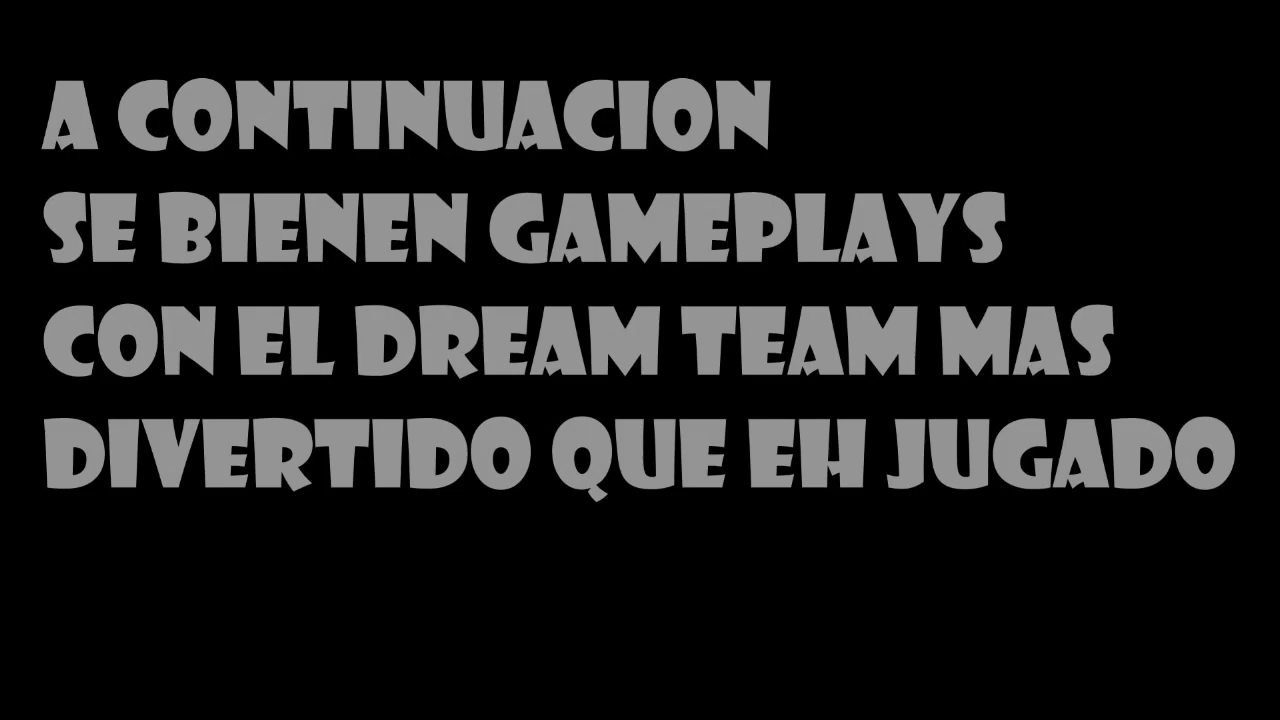 A CONTINUACION
SE BIENEN GAMEPLAYS
CON EL DREAM TEAM MAS
DIVERTIDO QUE EH JUGADO